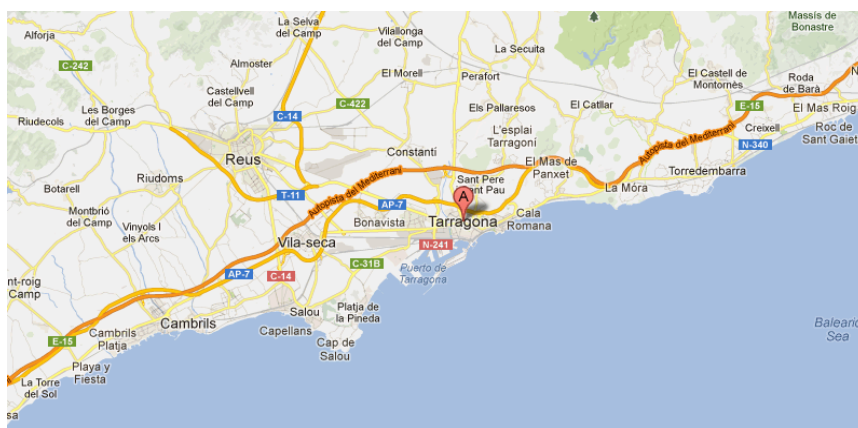 Alforja
La Selva
del Camp
Vilallonga
del Camp
La Secuita
Massís de
Bonastre
C-242
Almoster
El Morell
Perafort
El Castell de
Montornès
Roda
de Barà
N
Castellvell
del Camp
C-422
Els Pallaresos
El Catllar
E-15
El Mas Roig
Riudecols
Les Borges
del Camp
C-14
L'esplai
Tarragoní
Creixell
Roc de
Sant Gaiet
Reus
Constantí
Autopista del Mediterrani
N-340
Riudoms
Autopista del Mediterrani
Sant Pere
Sant Pau
El Mas de
Panxet
Torredembarra
Botarell
T-11
A
La Móra
Montbrió
del Camp
AP-7
Vinyols I
els Arcs
Bonavista
Tarragona
Cala
Romana
Vila-seca
N-241
nt-roig
Camp
AP-7
C-14
C-31B
Puerto de
Tarragona
Salou
Platja de
la Pineda
Cambrils
Capellans
Balearic
Sea
E-15
Cambrils
Platja
Cap de
Salou
Playa y
Fiesta
La Torre
del Sol
sa